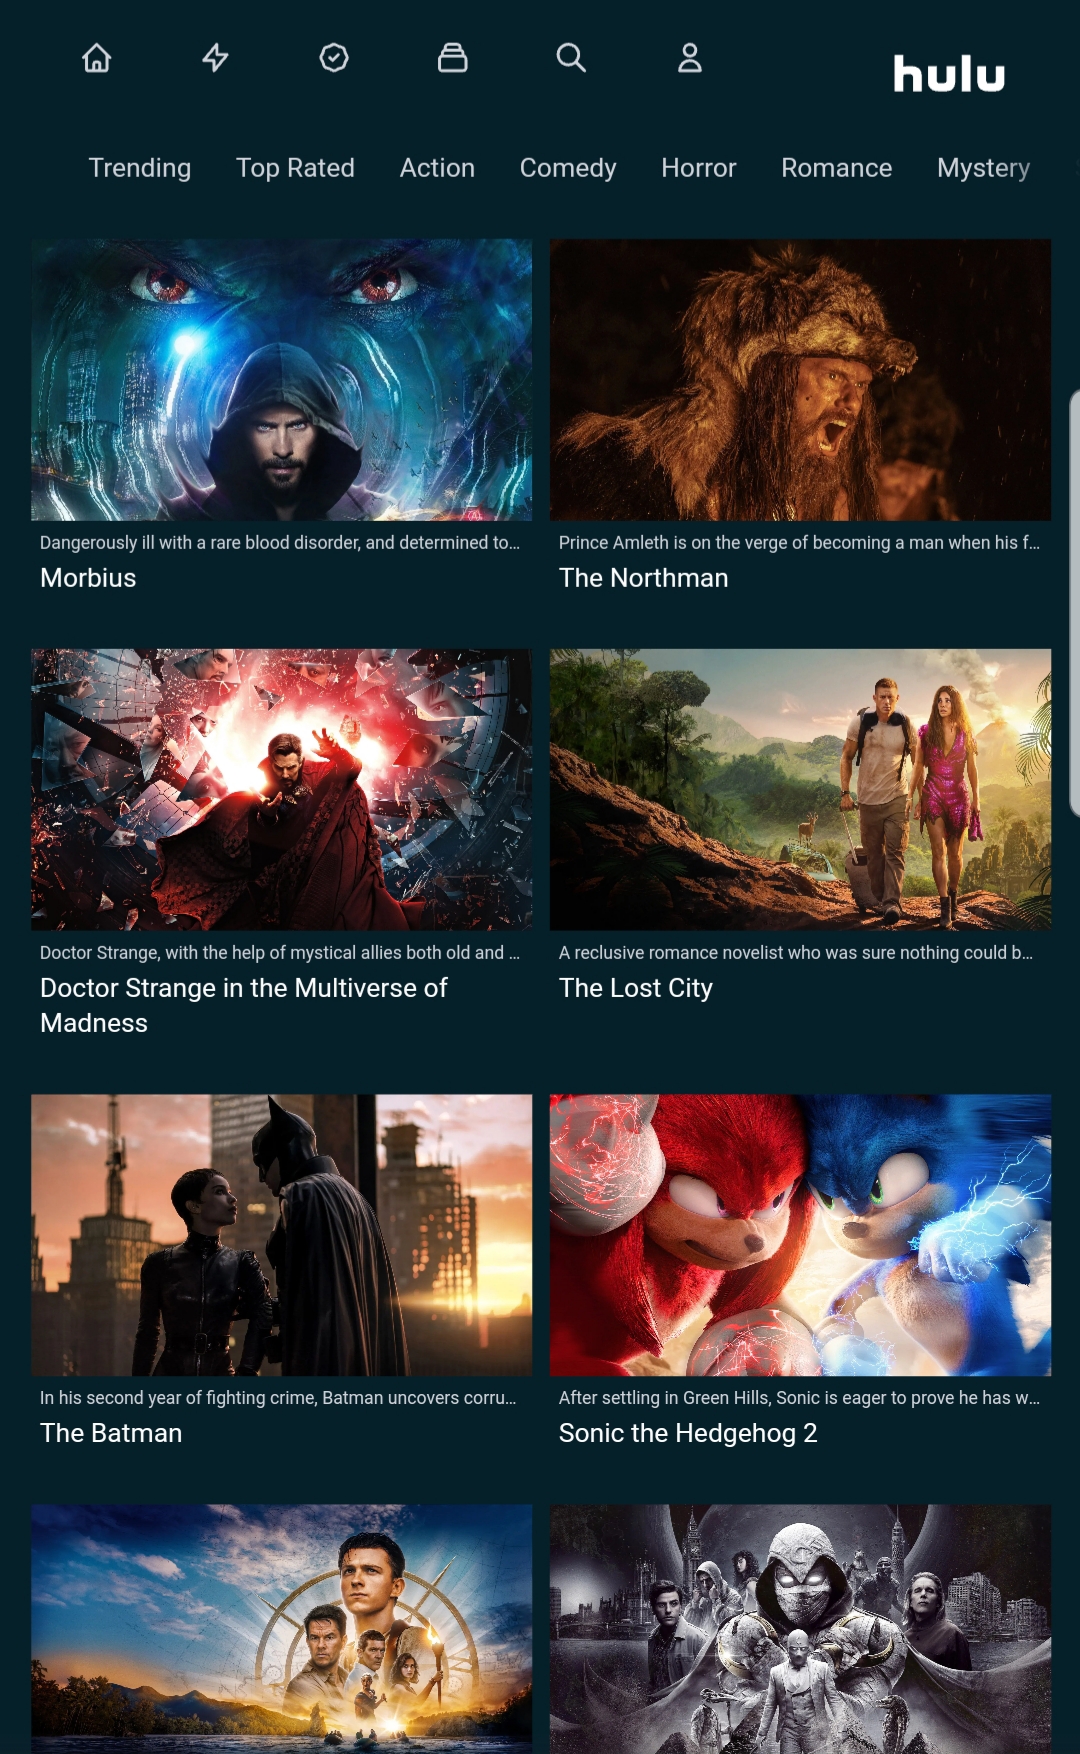 hulu
Trending Top Rated Action Comedy Horror Romance Mystery
Dangerously ill with a rare blood disorder, and determined to...
Morbius
Prince Amleth is on the verge of becoming a man when his f...
The Northman
Doctor Strange, with the help of mystical allies both old and ...
Doctor Strange in the Multiverse of
Madness
A reclusive romance novelist who was sure nothing could b...
The Lost City
In his second year of fighting crime, Batman uncovers corru...
The Batman
After settling in Green Hills, Sonic is eager to prove he has w...
Sonic the Hedgehog 2